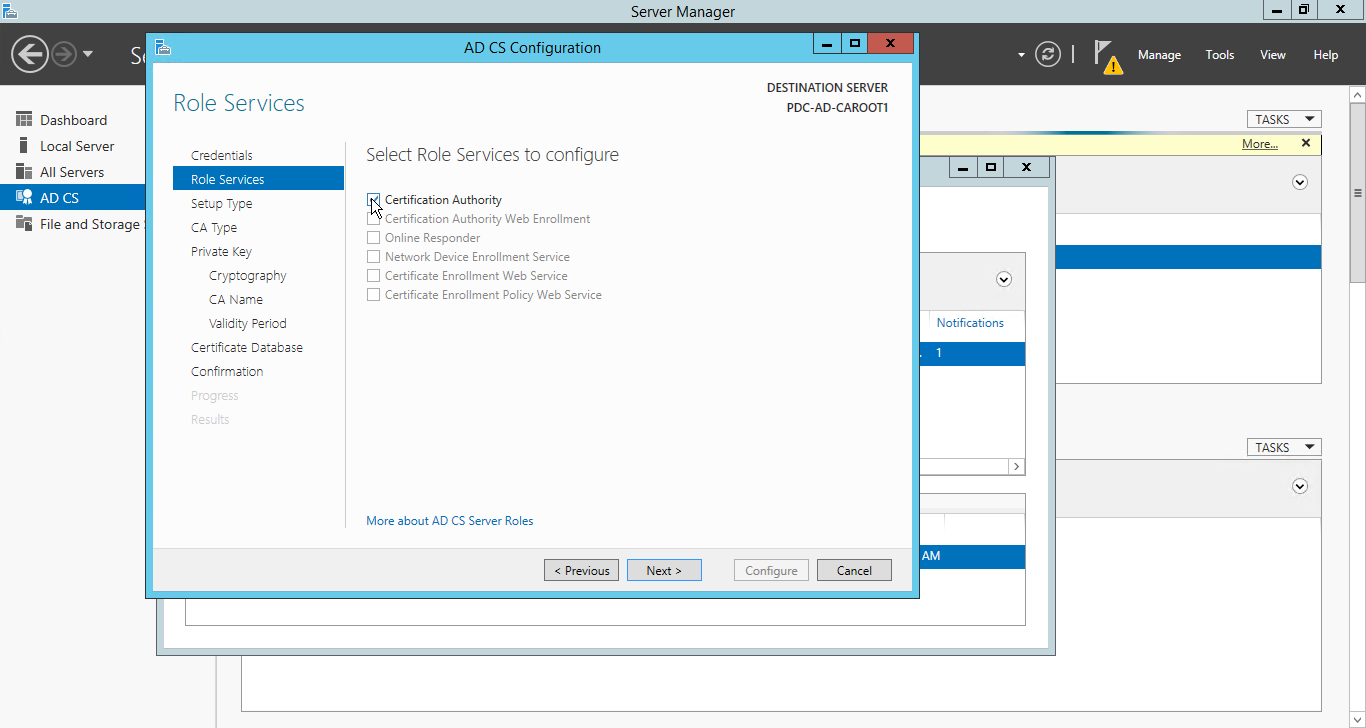 Server Manager
Manage
Tools
View
Help
Dashboard
Local Server
All Servers
AD CS
File and Storage
AD CS Configuration
Role Services
DESTINATION SERVER
PDC-AD-CAROOT1
Credentials
Role Services
Setup Type
CA Type
Private Key
Cryptography
CA Name
Validity Period
Certificate Database
Confirmation
Progress
Results
Select Role Services to configure
Certification Authority
Certification Authority Web Enrollment
Online Responder
Network Device Enrollment Service
Certificate Enrollment Web Service
Certificate Enrollment Policy Web Service
More about AD CS Server Roles
< Previous
Next >
Configure
Cancel
TASKS
More...
Notifications
1
AM
TASKS